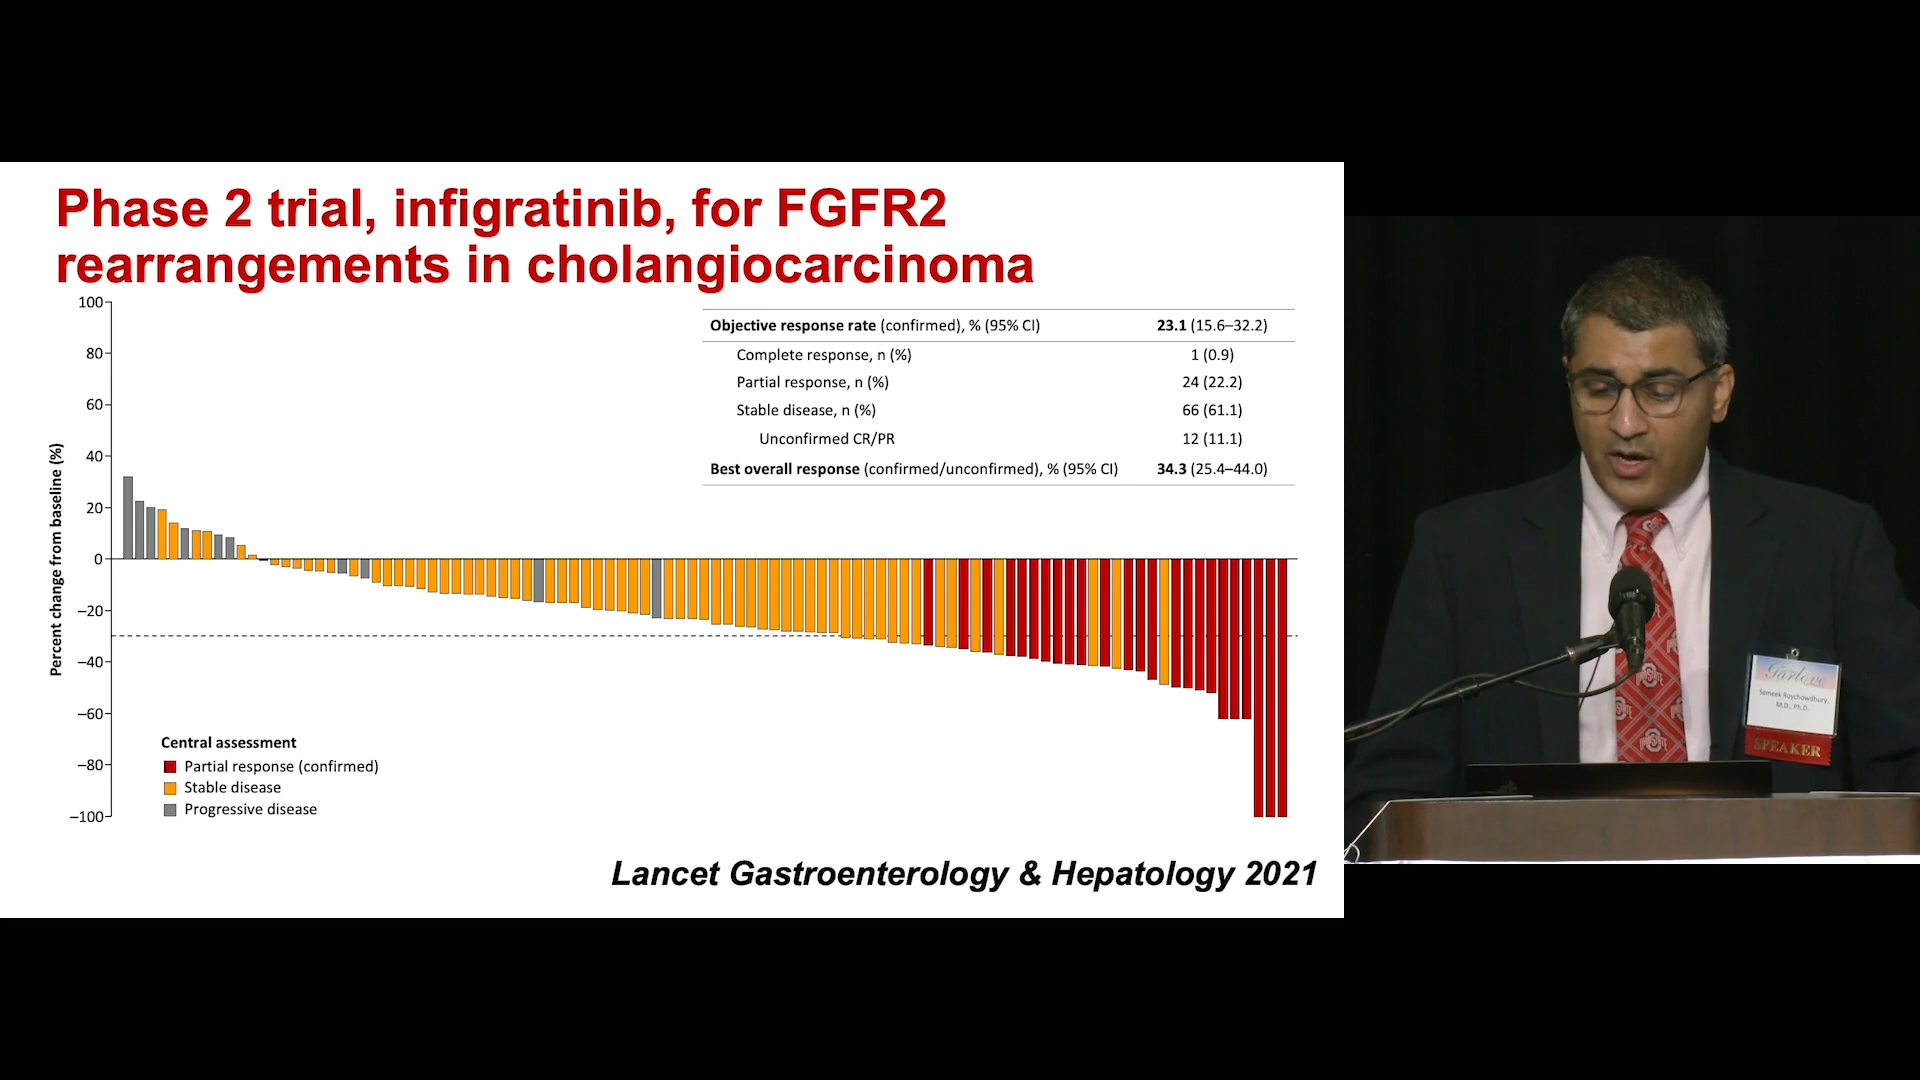 Phase 2 trial, infigratinib, for FGFR2
rearrangements in cholangiocarcinoma
Percent change from baseline (%)
100
80
60
40
20
0
−20
−40
−60
−80
−100
Objective response rate (confirmed), % (95% CI) 23.1 (15.6–32.2)
Complete response, n (%) 1 (0.9)
Partial response, n (%) 24 (22.2)
Stable disease, n (%) 66 (61.1)
Unconfirmed CR/PR 12 (11.1)
Best overall response (confirmed/unconfirmed), % (95% CI) 34.3 (25.4–44.0)
Central assessment
Partial response (confirmed)
Stable disease
Progressive disease
Lancet Gastroenterology & Hepatology 2021
Garlove
Sameek Roychowdhury,
M.D., Ph.D.
SPEAKER